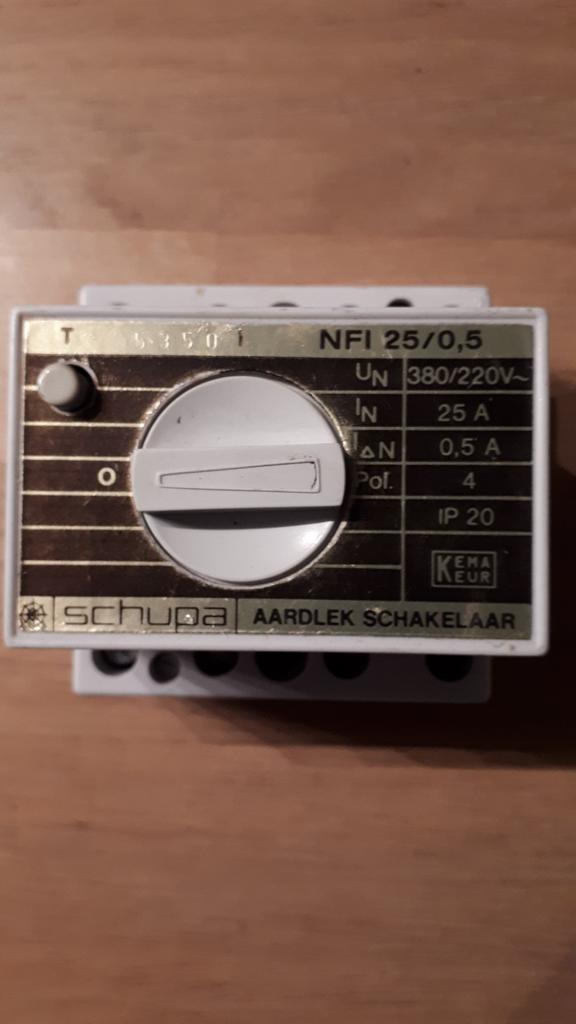 T 5350 I NFI 25/0,5
UN 380/220V~
IN 25 A
I△N 0,5 A
O Pol. 4
IP 20
KEMA KEUR
schupa AARDLEK SCHAKELAAR